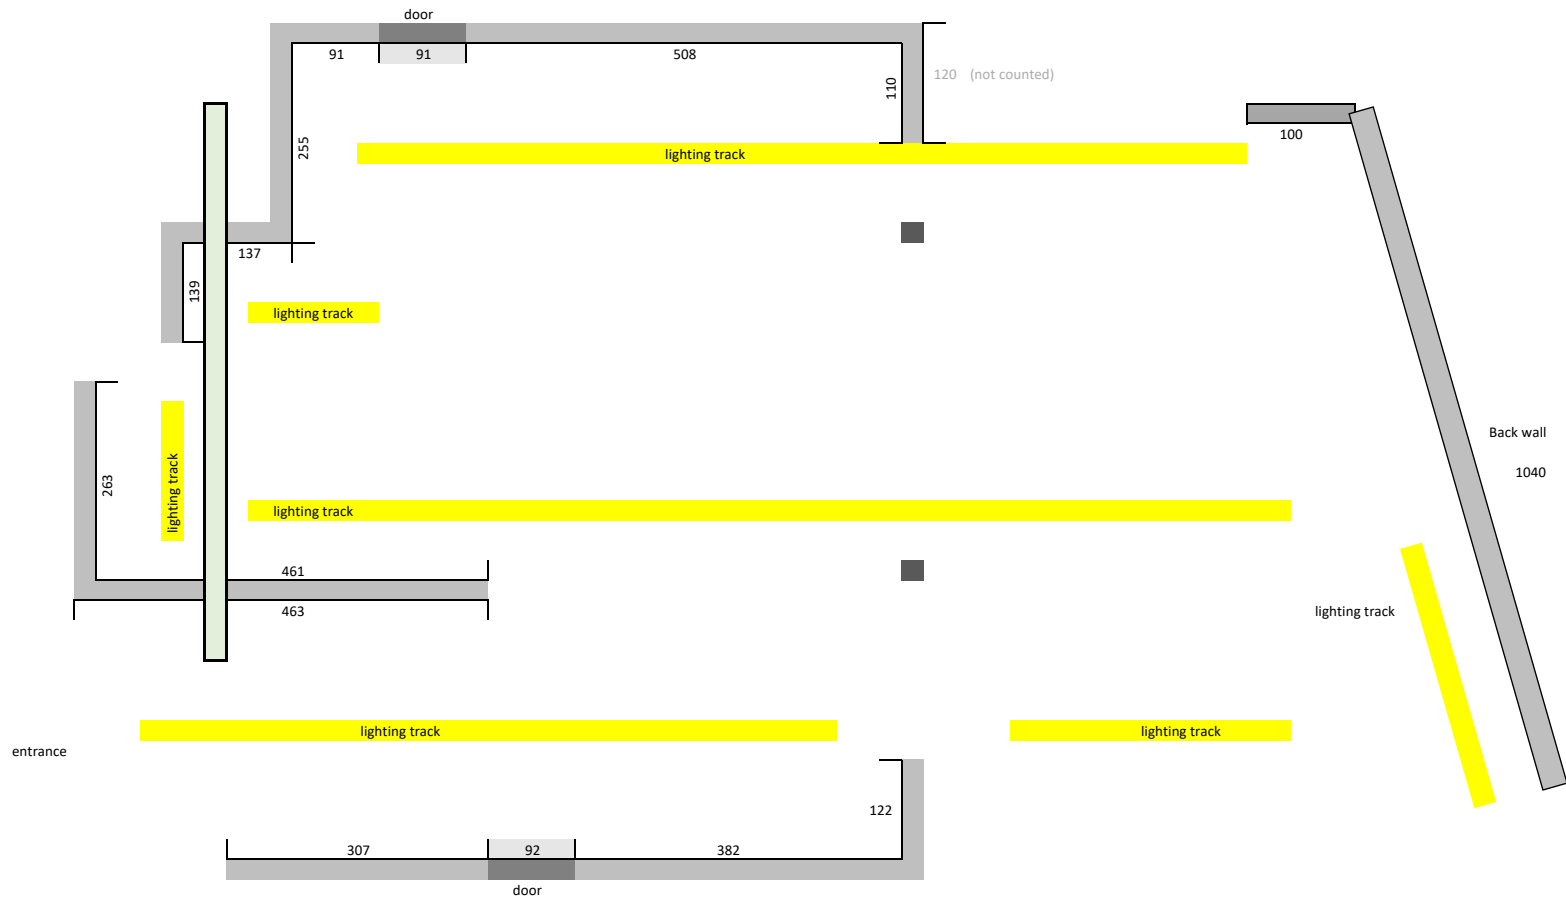 door
91
91
508
110
120 (not counted)
255
lighting track
100
137
139
lighting track
Back wall
1040
263
lighting track
lighting track
461
463
lighting track
lighting track
lighting track
entrance
122
307
92
382
door